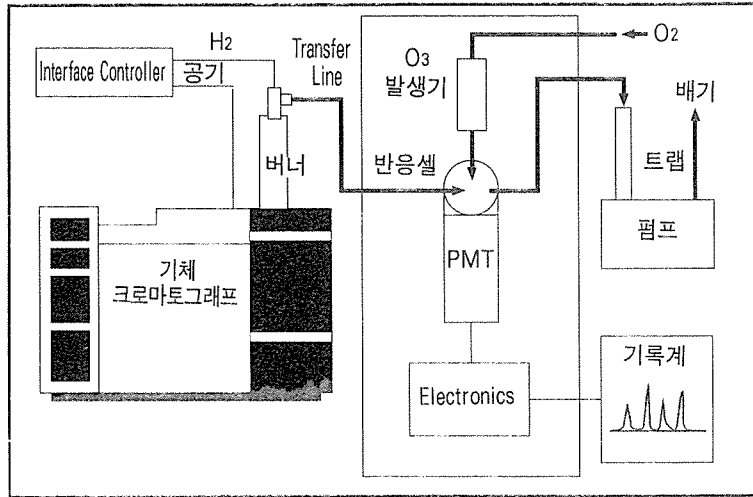 H2
Interface Controller
공기
Transfer
Line
O3
발생기
O2
배기
버너
반응셀
트랩
펌프
PMT
기체
크로마토그래프
기록계
Electronics